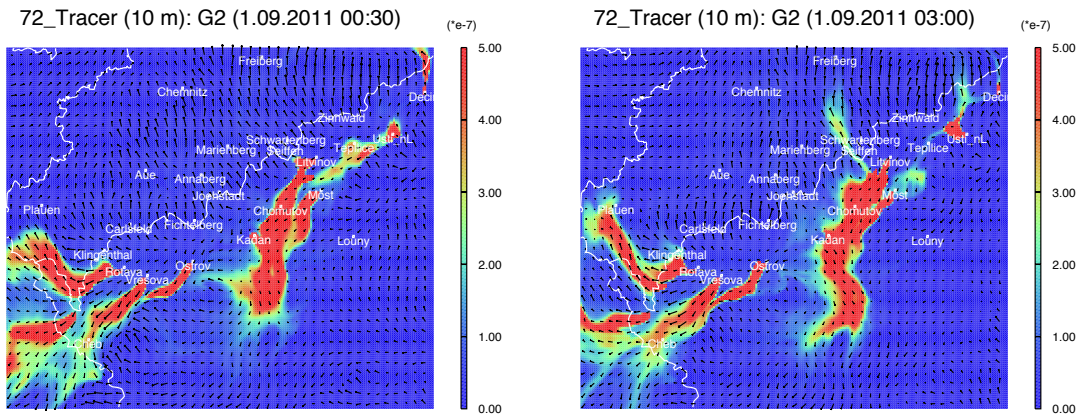 72_Tracer (10 m): G2 (1.09.2011 00:30)
(*e-7)
5.00
4.00
3.00
2.00
1.00
0.00
Freiberg
Chemnitz
Deci
Zinnwald
Usti_nL
Schwartenberg
Teplice
Marienberg
Seiffen
Litvinov
Aue
Annaberg
Joehstadt
Most
Plauen
Chomutov
Carlsfeld
Fichtelberg
Kadan
Louny
Klingenthal
Rotava
Ostrov
Vresova
Cheb
72_Tracer (10 m): G2 (1.09.2011 03:00)
(*e-7)
5.00
4.00
3.00
2.00
1.00
0.00
Freiberg
Chemnitz
Deci
Zinnwald
Usti_nL
Schwartenberg
Teplice
Marienberg
Seiffen
Litvinov
Aue
Annaberg
Joehstadt
Most
Plauen
Chomutov
Carlsfeld
Fichtelberg
Kadan
Louny
Klingenthal
Rotava
Ostrov
Vresova
Cheb